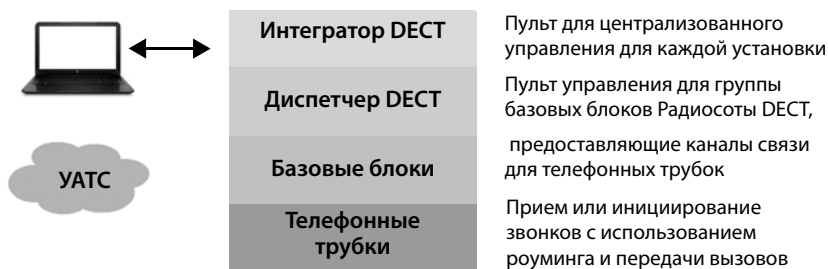 Интегратор DECT
Пульт для централизованного
управления для каждой установки
Диспетчер DECT
Пульт управления для группы
базовых блоков Радиосоты DECT,
УАТС
Базовые блоки
предоставляющие каналы связи
для телефонных трубок
Телефонные
трубки
Прием или инициирование
звонков с использованием
роуминга и передачи вызовов